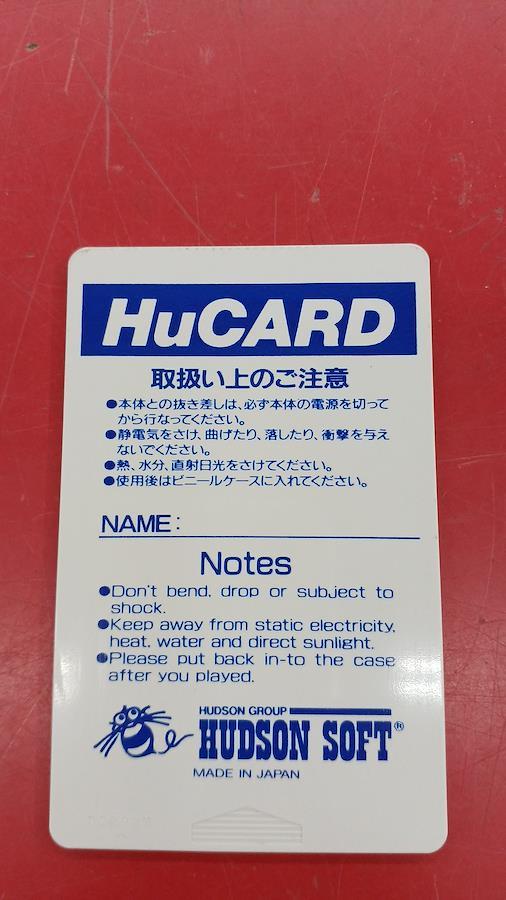 HuCARD
取扱い上のご注意
●本体との抜き差しは、必ず本体の電源を切って
から行なってください。
●静電気をさけ、曲げたり、落したり、衝撃を与え
ないでください。
●熱、水分、直射日光をさけてください。
●使用後はビニールケースに入れてください。
NAME:
Notes
●Don't bend, drop or subject to
shock.
●Keep away from static electricity,
heat, water and direct sunlight.
●Please put back in-to the case
after you played.
HUDSON GROUP
HUDSON SOFT®
MADE IN JAPAN